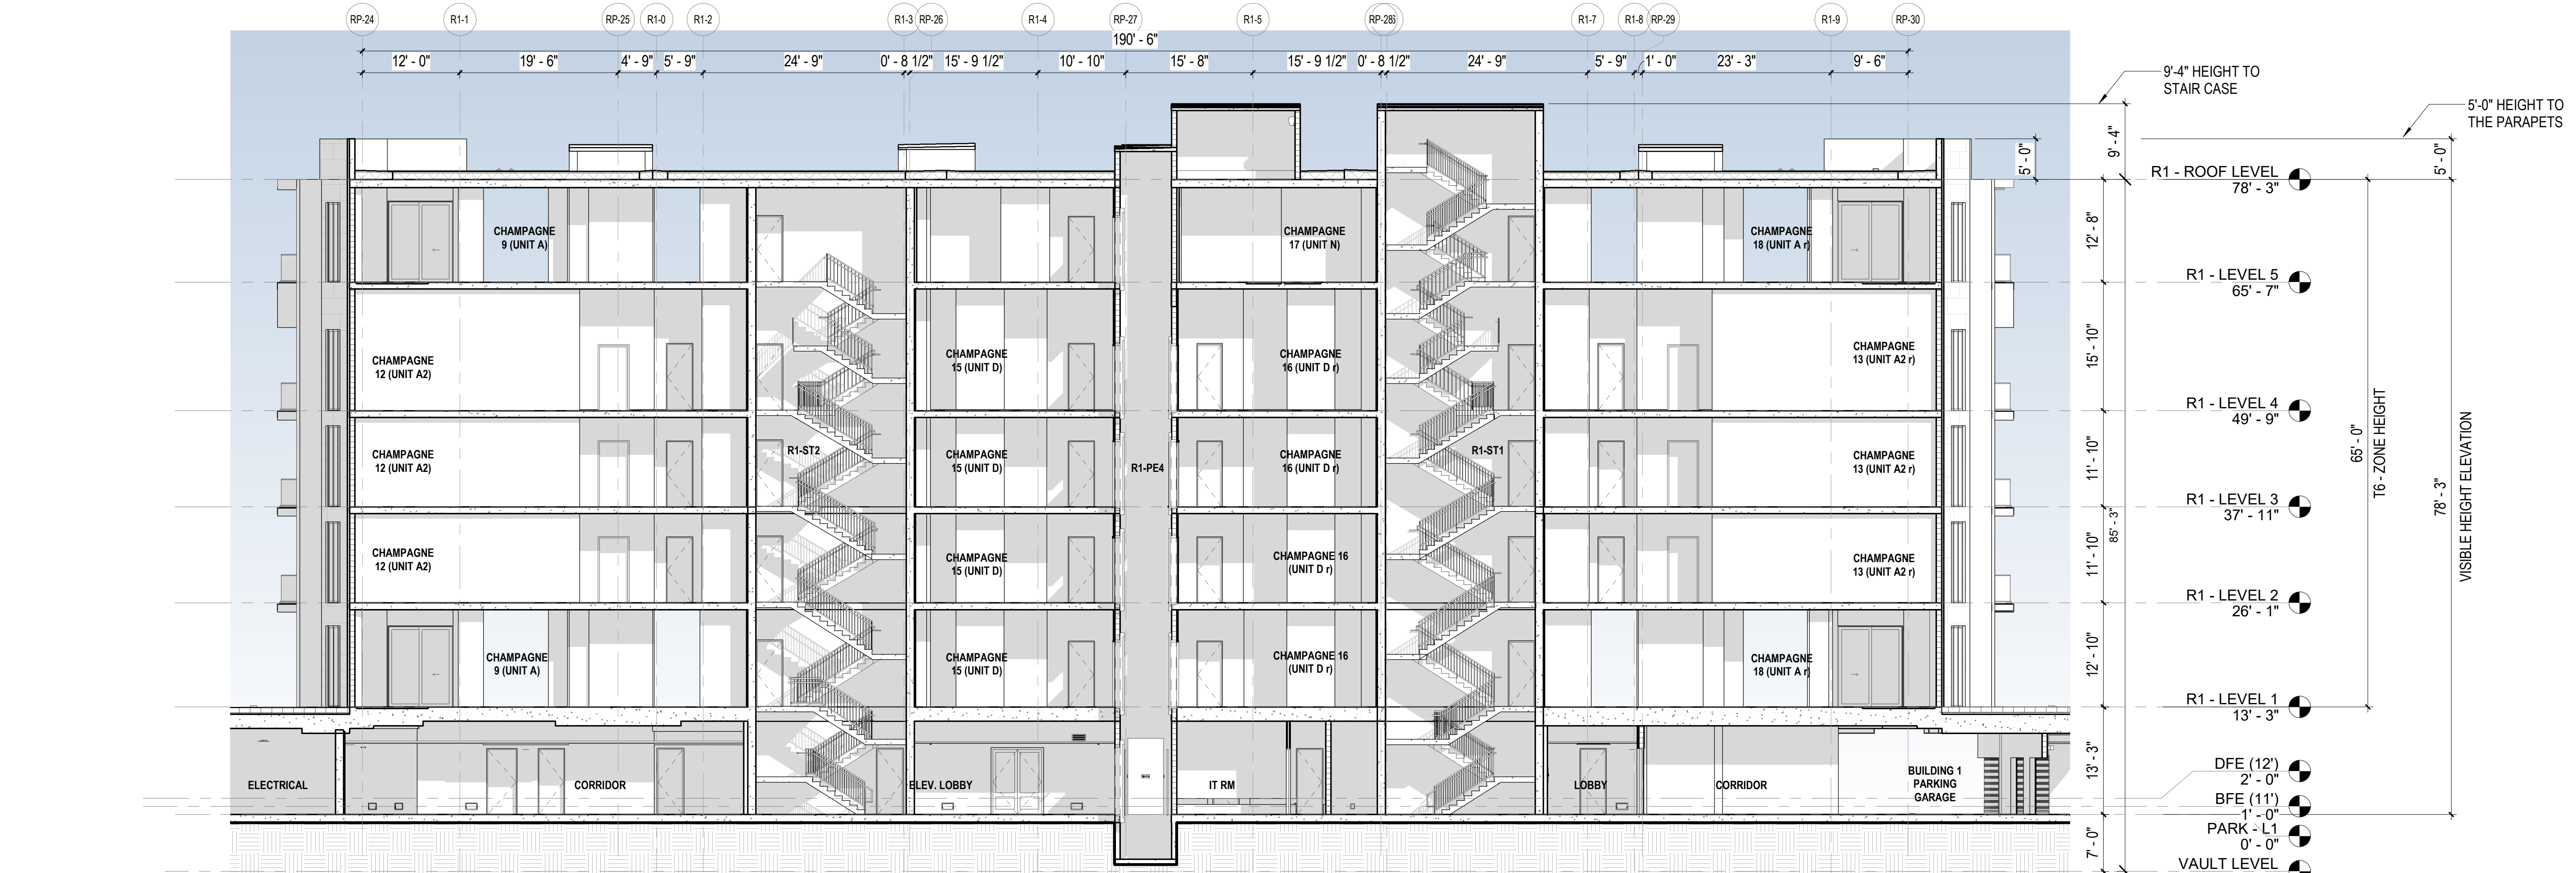 RP-24
R1-1
RP-25
R1-0
R1-2
R1-3
RP-26
R1-4
RP-27
R1-5
RP-28
R1-7
R1-8
RP-29
R1-9
RP-30
190' - 6"
12' - 0"
19' - 6"
4' - 9"
5' - 9"
24' - 9"
0' - 8 1/2"
15' - 9 1/2"
10' - 10"
15' - 8"
15' - 9 1/2"
0' - 8 1/2"
24' - 9"
5' - 9"
1' - 0"
23' - 3"
9' - 6"
9'-4" HEIGHT TO
STAIR CASE
5'-0" HEIGHT TO
THE PARAPETS
9' - 4"
5' - 0"
5' - 0"
R1 - ROOF LEVEL
78' - 3"
CHAMPAGNE
9 (UNIT A)
CHAMPAGNE
17 (UNIT N)
CHAMPAGNE
18 (UNIT A r)
12' - 8"
R1 - LEVEL 5
65' - 7"
CHAMPAGNE
12 (UNIT A2)
CHAMPAGNE
15 (UNIT D)
CHAMPAGNE
16 (UNIT D r)
CHAMPAGNE
13 (UNIT A2 r)
15' - 10"
R1 - LEVEL 4
49' - 9"
CHAMPAGNE
12 (UNIT A2)
R1-ST2
CHAMPAGNE
15 (UNIT D)
R1-PE4
CHAMPAGNE
16 (UNIT D r)
R1-ST1
CHAMPAGNE
13 (UNIT A2 r)
11' - 10"
65' - 0"
T6 - ZONE HEIGHT
78' - 3"
VISIBLE HEIGHT ELEVATION
R1 - LEVEL 3
37' - 11"
85' - 3"
CHAMPAGNE
12 (UNIT A2)
CHAMPAGNE
15 (UNIT D)
CHAMPAGNE 16
(UNIT D r)
CHAMPAGNE
13 (UNIT A2 r)
11' - 10"
R1 - LEVEL 2
26' - 1"
CHAMPAGNE
9 (UNIT A)
CHAMPAGNE
15 (UNIT D)
CHAMPAGNE 16
(UNIT D r)
CHAMPAGNE
18 (UNIT A r)
12' - 10"
R1 - LEVEL 1
13' - 3"
ELECTRICAL
CORRIDOR
ELEV. LOBBY
IT RM
LOBBY
CORRIDOR
BUILDING 1
PARKING
GARAGE
13' - 3"
DFE (12')
2' - 0"
BFE (11')
1' - 0"
PARK - L1
0' - 0"
7' - 0"
VAULT LEVEL